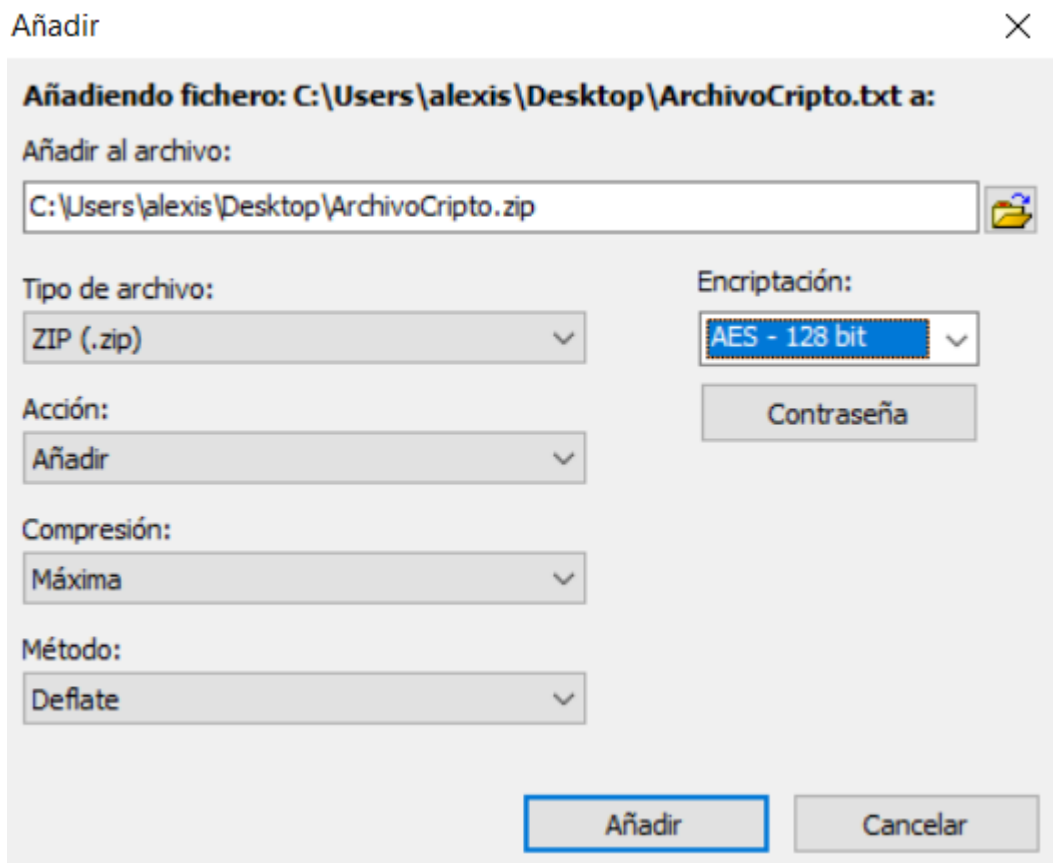 Añadir
Añadiendo fichero: C:\Users\alexis\Desktop\ArchivoCripto.txt a:
Añadir al archivo:
C:\Users\alexis\Desktop\ArchivoCripto.zip
Tipo de archivo:
ZIP (.zip)
Encriptación:
AES - 128 bit
Contraseña
Acción:
Añadir
Compresión:
Máxima
Método:
Deflate
Añadir
Cancelar